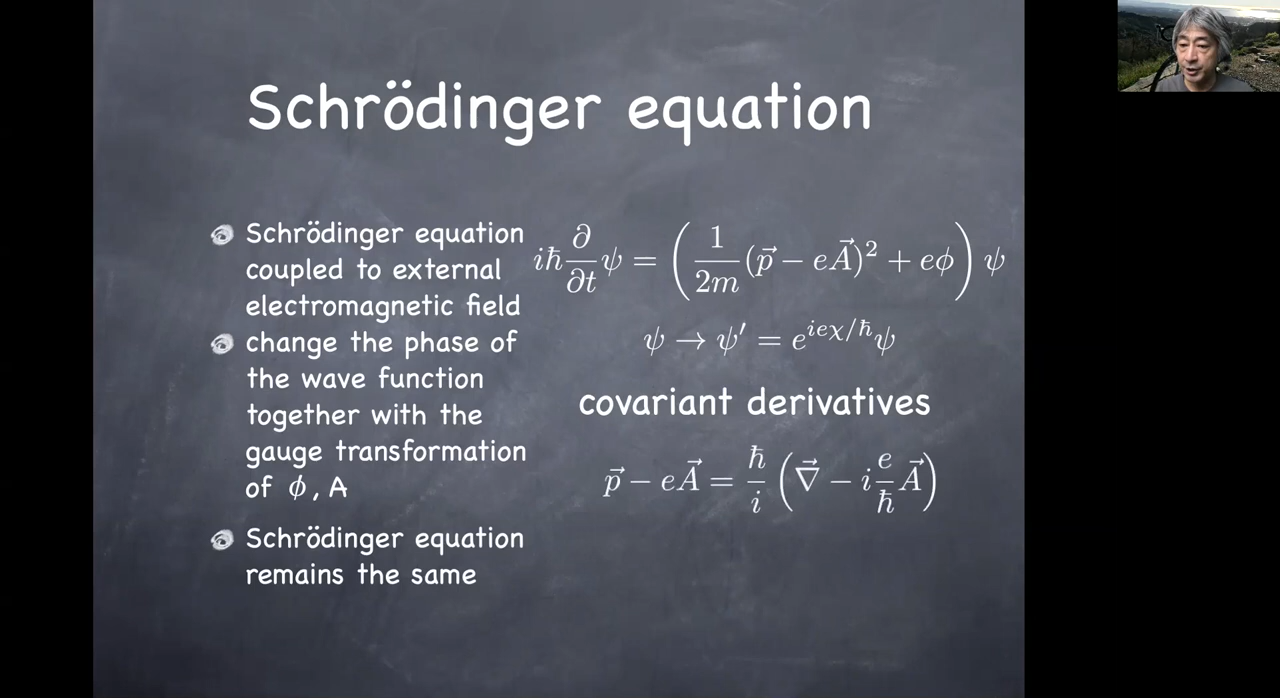 Schrödinger equation
Schrödinger equation
coupled to external
electromagnetic field
change the phase of
the wave function
together with the
gauge transformation
of ϕ, A
Schrödinger equation
remains the same
iℏ ∂/∂t ψ = ( 1/2m (p⃗ − eA⃗)² + eϕ ) ψ
ψ → ψ′ = e^{ieχ/ℏ}ψ
covariant derivatives
p⃗ − eA⃗ = ℏ/i ( ∇⃗ − i e/ℏ A⃗ )